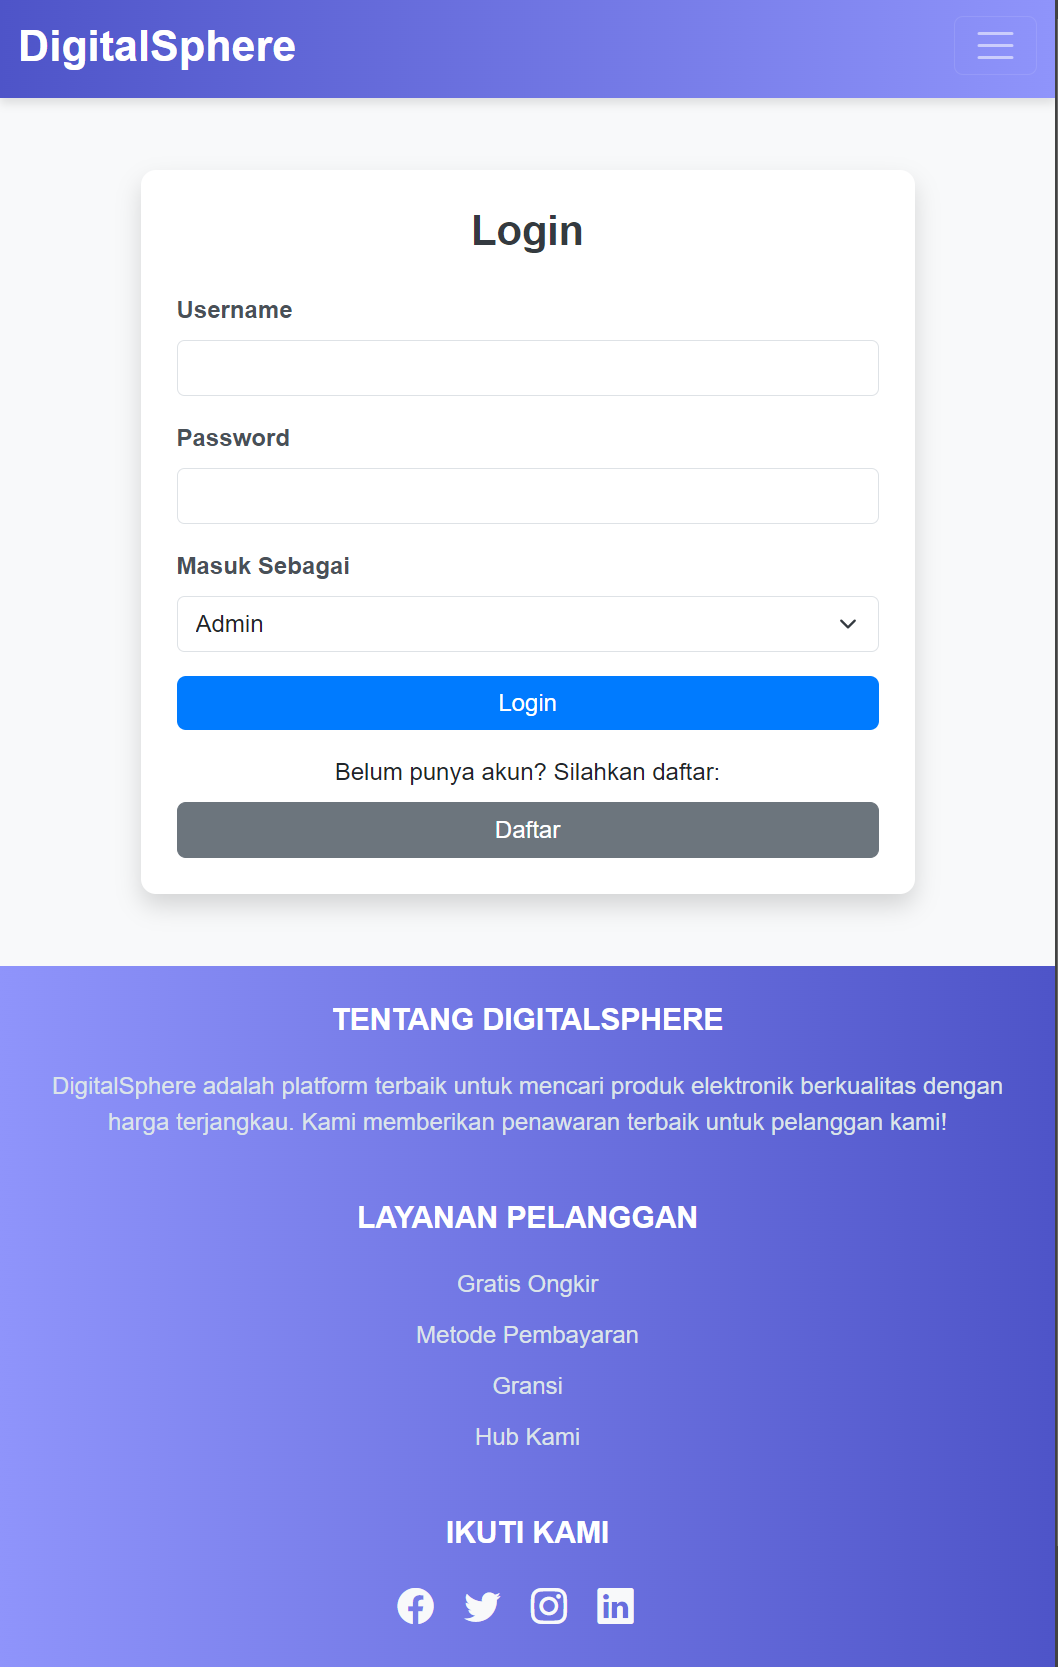 DigitalSphere
Login
Username
Password
Masuk Sebagai
Admin
Login
Belum punya akun? Silahkan daftar:
Daftar
TENTANG DIGITALSPHERE
DigitalSphere adalah platform terbaik untuk mencari produk elektronik berkualitas dengan
harga terjangkau. Kami memberikan penawaran terbaik untuk pelanggan kami!
LAYANAN PELANGGAN
Gratis Ongkir
Metode Pembayaran
Gransi
Hub Kami
IKUTI KAMI